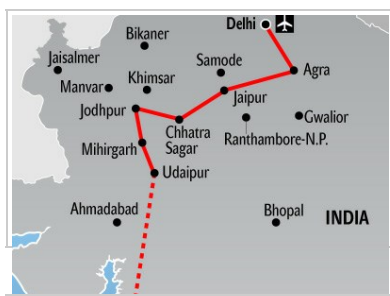 Delhi
Bikaner
Jaisalmer
Samode
Agra
Manvar
Khimsar
Jodhpur
Jaipur
Gwalior
Chhatra
Sagar
Ranthambore-N.P.
Mihirgarh
Udaipur
Ahmadabad
Bhopal
INDIA